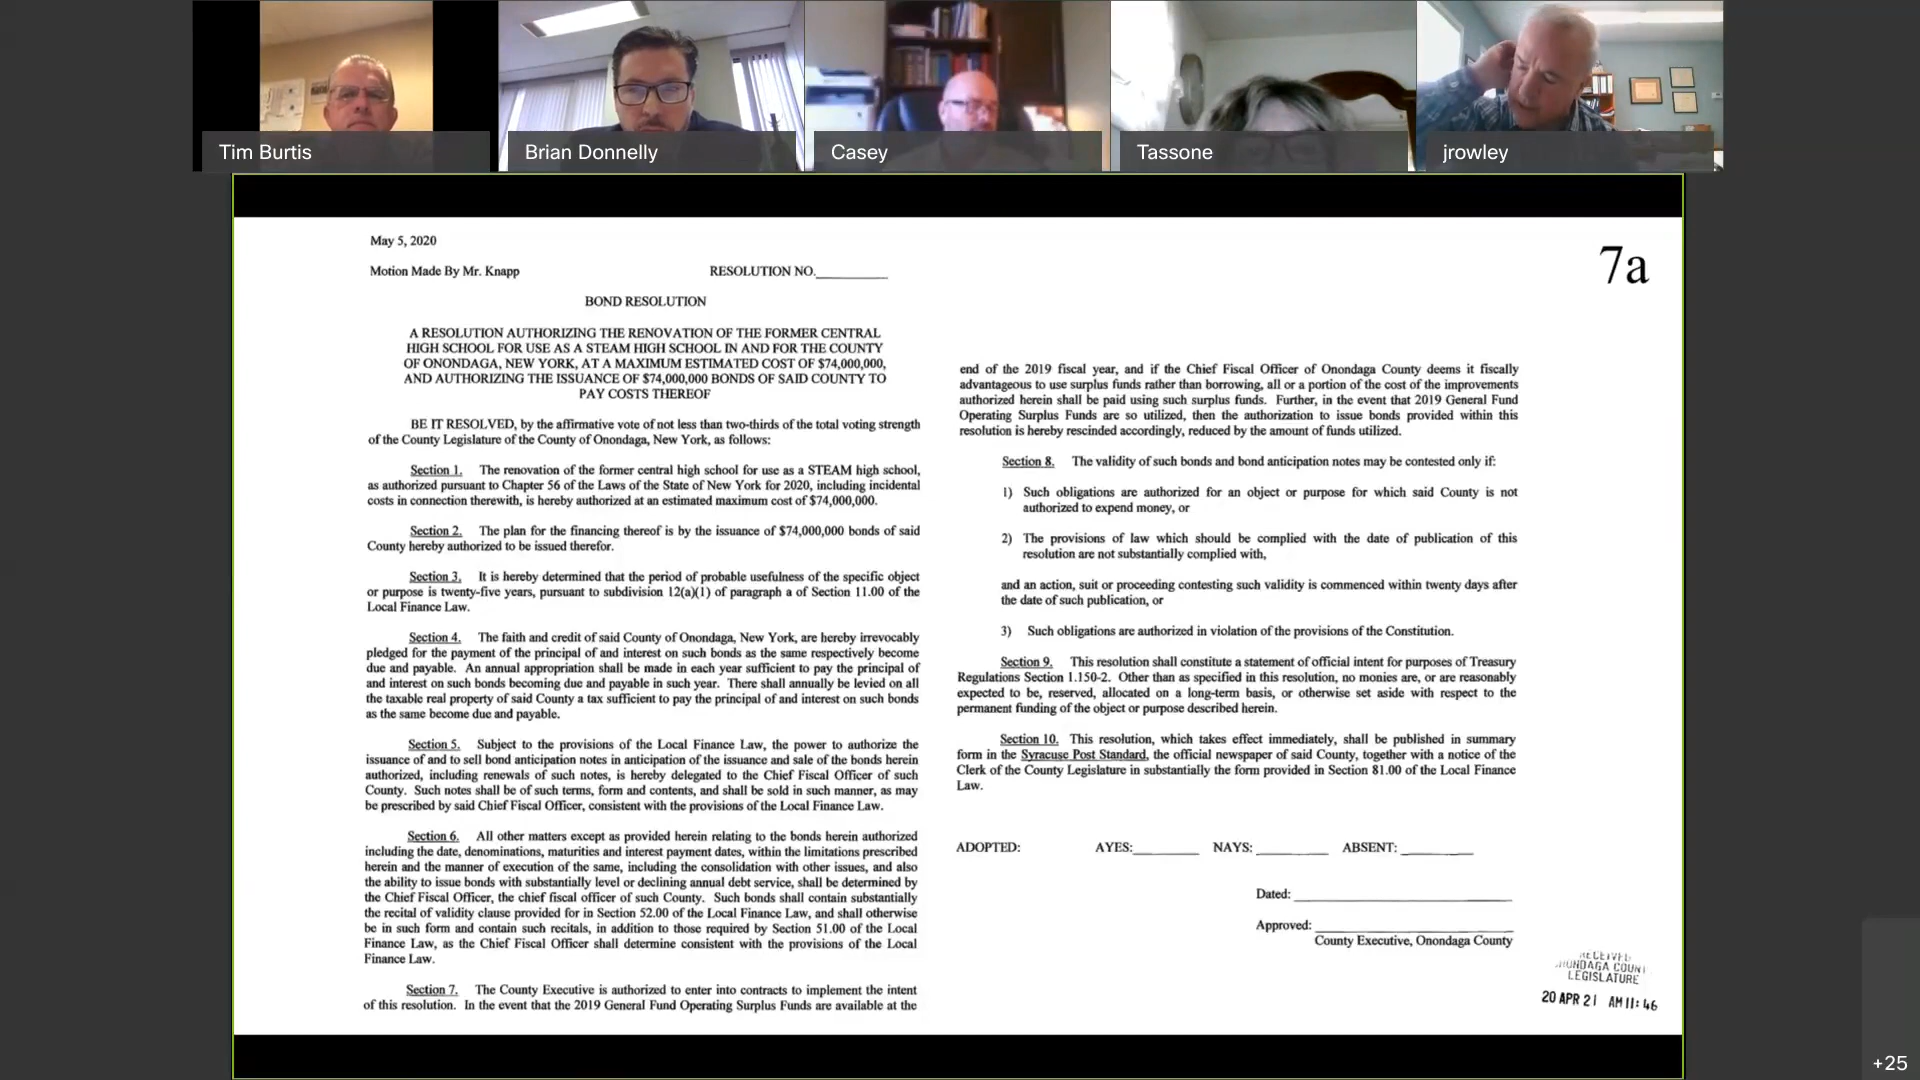 Tim Burtis
Brian Donnelly
Casey
Tassone
jrowley
7a
May 5, 2020
Motion Made By Mr. Knapp RESOLUTION NO.__________
BOND RESOLUTION
A RESOLUTION AUTHORIZING THE RENOVATION OF THE FORMER CENTRAL
HIGH SCHOOL FOR USE AS A STEAM HIGH SCHOOL IN AND FOR THE COUNTY
OF ONONDAGA, NEW YORK, AT A MAXIMUM ESTIMATED COST OF $74,000,000,
AND AUTHORIZING THE ISSUANCE OF $74,000,000 BONDS OF SAID COUNTY TO
PAY COSTS THEREOF
BE IT RESOLVED, by the affirmative vote of not less than two-thirds of the total voting strength
of the County Legislature of the County of Onondaga, New York, as follows:
Section 1. The renovation of the former central high school for use as a STEAM high school,
as authorized pursuant to Chapter 56 of the Laws of the State of New York for 2020, including incidental
costs in connection therewith, is hereby authorized at an estimated maximum cost of $74,000,000.
Section 2. The plan for the financing thereof is by the issuance of $74,000,000 bonds of said
County hereby authorized to be issued therefor.
Section 3. It is hereby determined that the period of probable usefulness of the specific object
or purpose is twenty-five years, pursuant to subdivision 12(a)(1) of paragraph a of Section 11.00 of the
Local Finance Law.
Section 4. The faith and credit of said County of Onondaga, New York, are hereby irrevocably
pledged for the payment of the principal of and interest on such bonds as the same respectively become
due and payable. An annual appropriation shall be made in each year sufficient to pay the principal of
and interest on such bonds becoming due and payable in such year. There shall annually be levied on all
the taxable real property of said County a tax sufficient to pay the principal of and interest on such bonds
as the same become due and payable.
Section 5. Subject to the provisions of the Local Finance Law, the power to authorize the
issuance of and to sell bond anticipation notes in anticipation of the issuance and sale of the bonds herein
authorized, including renewals of such notes, is hereby delegated to the Chief Fiscal Officer of such
County. Such notes shall be of such terms, form and contents, and shall be sold in such manner, as may
be prescribed by said Chief Fiscal Officer, consistent with the provisions of the Local Finance Law.
Section 6. All other matters except as provided herein relating to the bonds herein authorized
including the date, denominations, maturities and interest payment dates, within the limitations prescribed
herein and the manner of execution of the same, including the consolidation with other issues, and also
the ability to issue bonds with substantially level or declining annual debt service, shall be determined by
the Chief Fiscal Officer, the chief fiscal officer of such County. Such bonds shall contain substantially
the recital of validity clause provided for in Section 52.00 of the Local Finance Law, and shall otherwise
be in such form and contain such recitals, in addition to those required by Section 51.00 of the Local
Finance Law, as the Chief Fiscal Officer shall determine consistent with the provisions of the Local
Finance Law.
Section 7. The County Executive is authorized to enter into contracts to implement the intent
of this resolution. In the event that the 2019 General Fund Operating Surplus Funds are available at the
end of the 2019 fiscal year, and if the Chief Fiscal Officer of Onondaga County deems it fiscally
advantageous to use surplus funds rather than borrowing, all or a portion of the cost of the improvements
authorized herein shall be paid using such surplus funds. Further, in the event that 2019 General Fund
Operating Surplus Funds are so utilized, then the authorization to issue bonds provided within this
resolution is hereby rescinded accordingly, reduced by the amount of funds utilized.
Section 8. The validity of such bonds and bond anticipation notes may be contested only if:
1) Such obligations are authorized for an object or purpose for which said County is not
authorized to expend money, or
2) The provisions of law which should be complied with the date of publication of this
resolution are not substantially complied with,
and an action, suit or proceeding contesting such validity is commenced within twenty days after
the date of such publication, or
3) Such obligations are authorized in violation of the provisions of the Constitution.
Section 9. This resolution shall constitute a statement of official intent for purposes of Treasury
Regulations Section 1.150-2. Other than as specified in this resolution, no monies are, or are reasonably
expected to be, reserved, allocated on a long-term basis, or otherwise set aside with respect to the
permanent funding of the object or purpose described herein.
Section 10. This resolution, which takes effect immediately, shall be published in summary
form in the Syracuse Post Standard, the official newspaper of said County, together with a notice of the
Clerk of the County Legislature in substantially the form provided in Section 81.00 of the Local Finance
Law.
ADOPTED: AYES:_________ NAYS: __________ ABSENT: __________
Dated: ______________________________
Approved: ____________________________
County Executive, Onondaga County
RECEIVED
ONONDAGA COUNTY
LEGISLATURE
20 APR 21 AM 11:46
+25